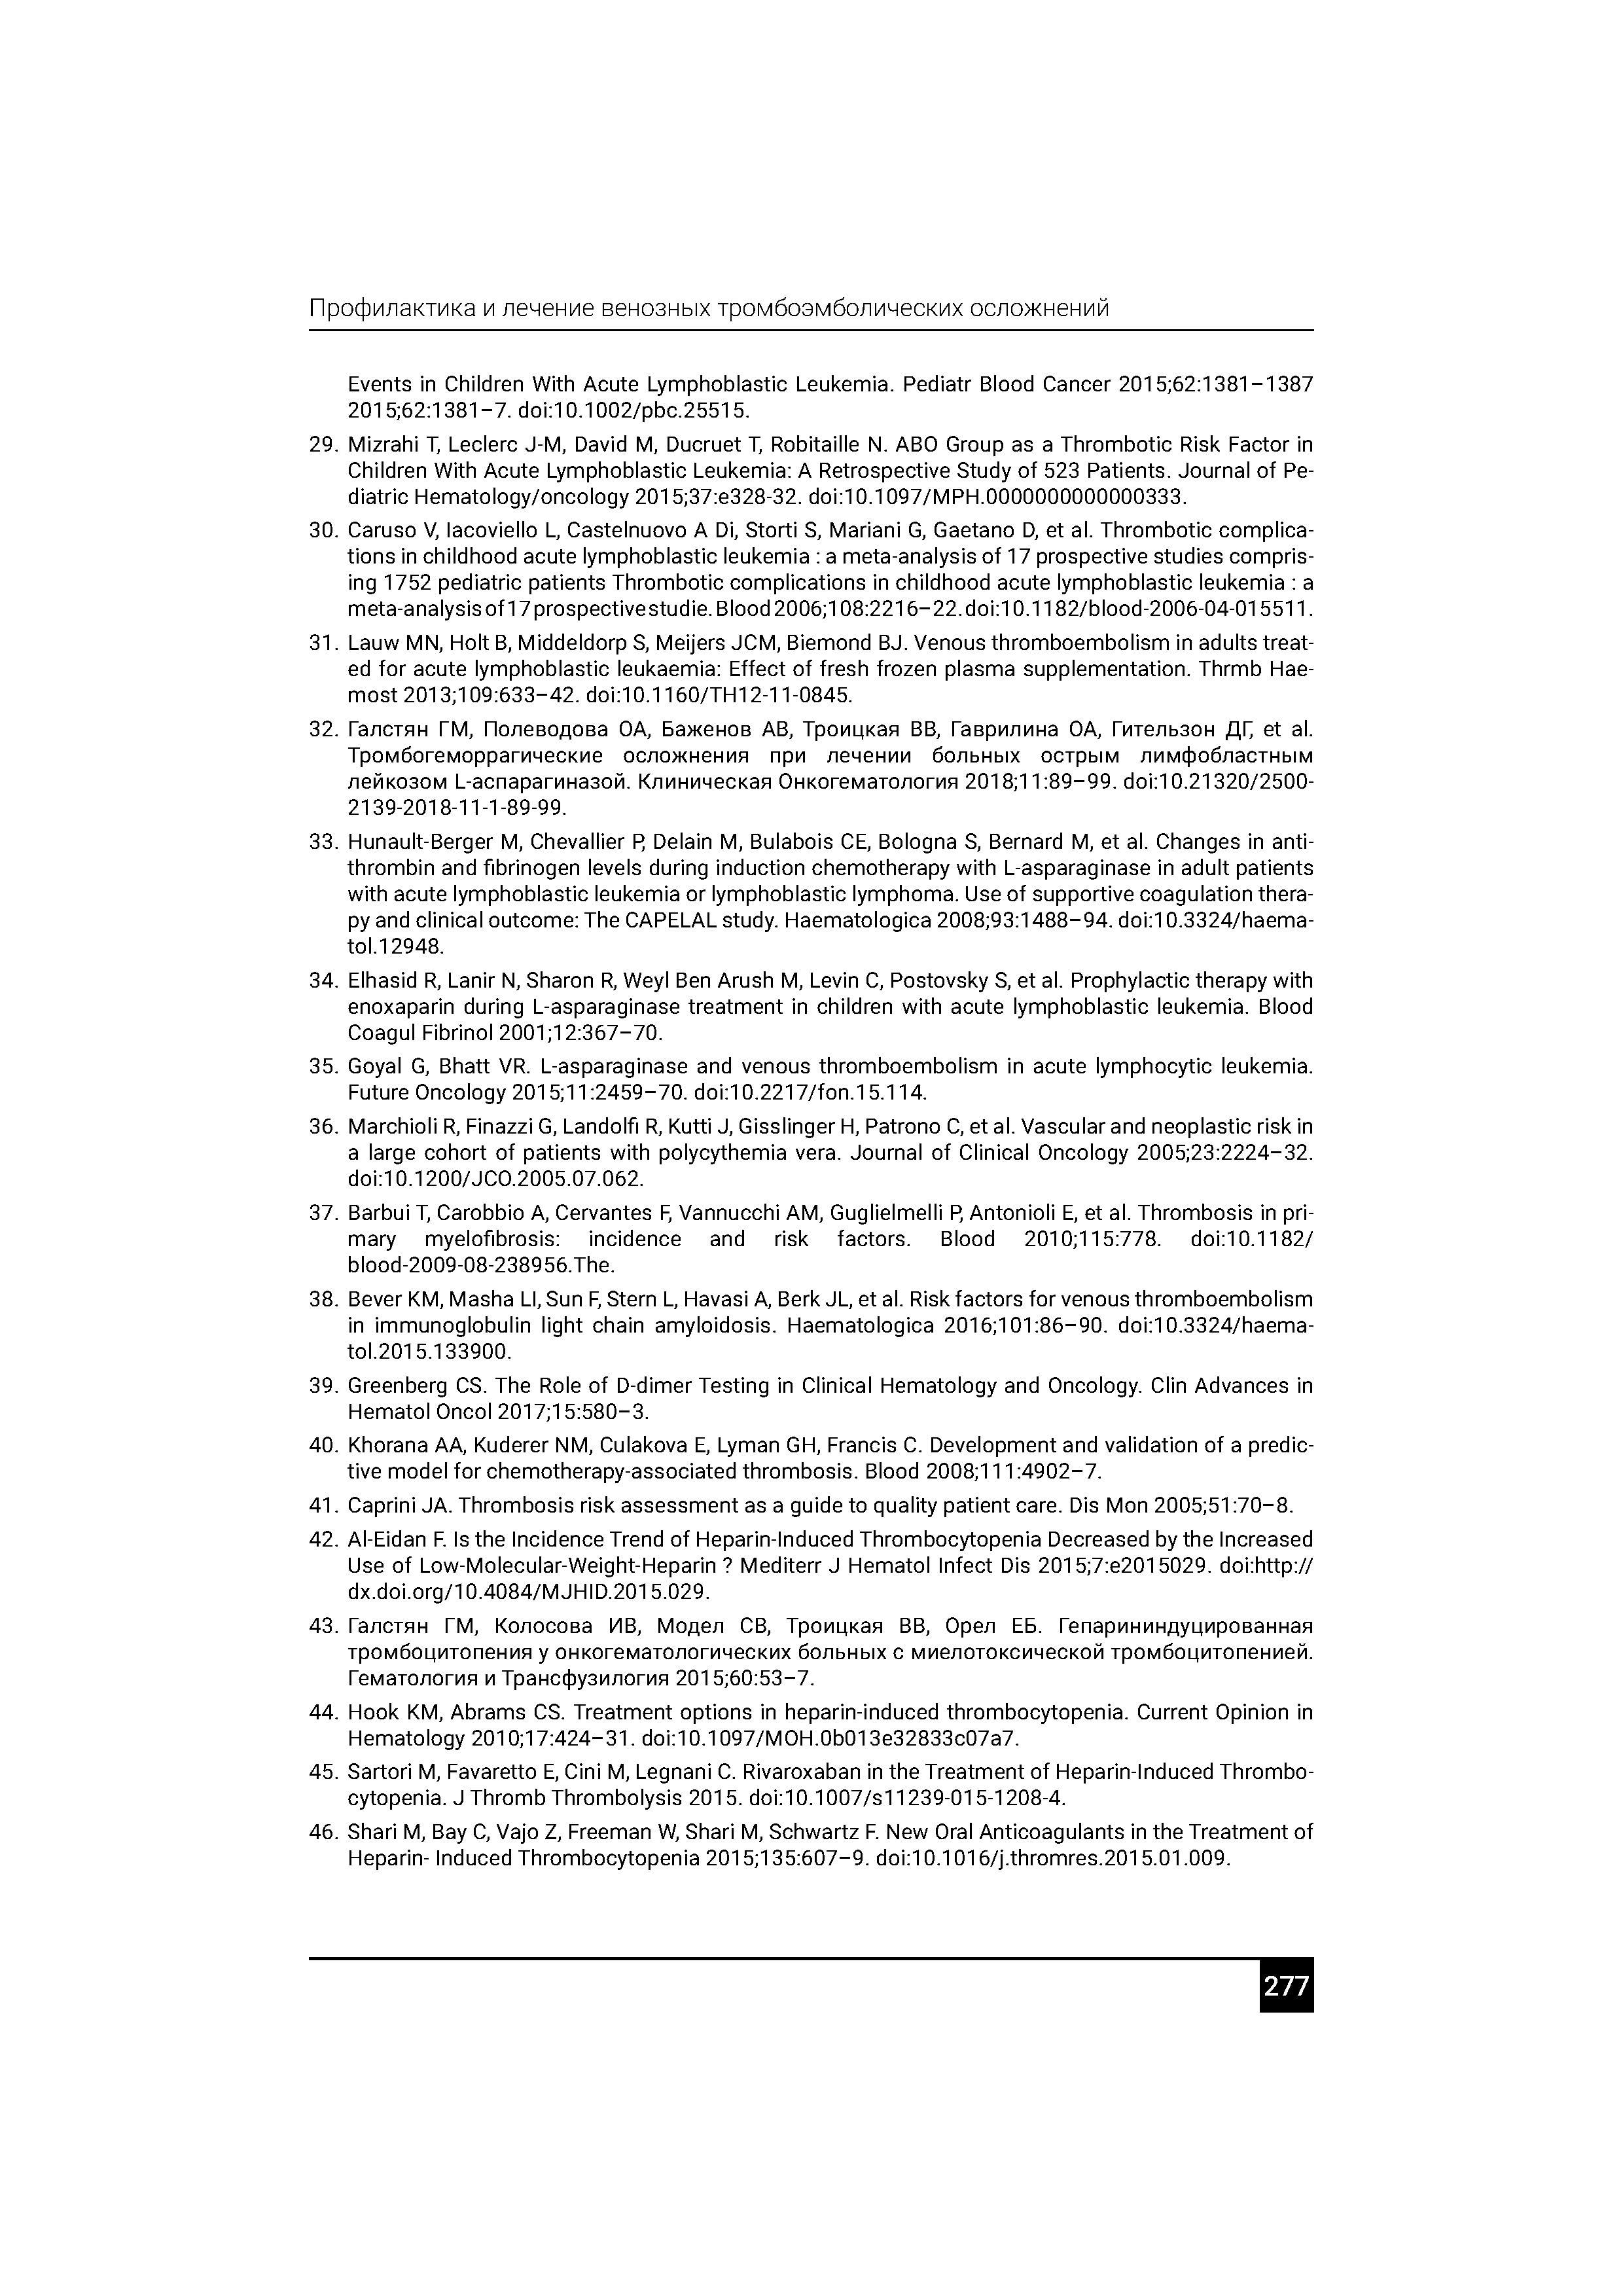 Профилактика и лечение венозных тромбоэмболических осложнений
Events in Children With Acute Lymphoblastic Leukemia. Pediatr Blood Cancer 2015;62:1381–1387
2015;62:1381–7. doi:10.1002/pbc.25515.
29. Mizrahi T, Leclerc J-M, David M, Ducruet T, Robitaille N. ABO Group as a Thrombotic Risk Factor in
Children With Acute Lymphoblastic Leukemia: A Retrospective Study of 523 Patients. Journal of Pe-
diatric Hematology/oncology 2015;37:e328-32. doi:10.1097/MPH.0000000000000333.
30. Caruso V, Iacoviello L, Castelnuovo A Di, Storti S, Mariani G, Gaetano D, et al. Thrombotic complica-
tions in childhood acute lymphoblastic leukemia : a meta-analysis of 17 prospective studies compris-
ing 1752 pediatric patients Thrombotic complications in childhood acute lymphoblastic leukemia : a
meta-analysis of 17 prospective studie. Blood 2006;108:2216–22. doi:10.1182/blood-2006-04-015511.
31. Lauw MN, Holt B, Middeldorp S, Meijers JCM, Biemond BJ. Venous thromboembolism in adults treat-
ed for acute lymphoblastic leukaemia: Effect of fresh frozen plasma supplementation. Thrmb Hae-
most 2013;109:633–42. doi:10.1160/TH12-11-0845.
32. Галстян ГМ, Полеводова ОА, Баженов АВ, Троицкая ВВ, Гаврилина ОА, Гительзон ДГ, et al.
Тромбогеморрагические осложнения при лечении больных острым лимфобластным
лейкозом L-аспарагиназой. Клиническая Онкогематология 2018;11:89–99. doi:10.21320/2500-
2139-2018-11-1-89-99.
33. Hunault-Berger M, Chevallier P, Delain M, Bulabois CE, Bologna S, Bernard M, et al. Changes in anti-
thrombin and fibrinogen levels during induction chemotherapy with L-asparaginase in adult patients
with acute lymphoblastic leukemia or lymphoblastic lymphoma. Use of supportive coagulation thera-
py and clinical outcome: The CAPELAL study. Haematologica 2008;93:1488–94. doi:10.3324/haema-
tol.12948.
34. Elhasid R, Lanir N, Sharon R, Weyl Ben Arush M, Levin C, Postovsky S, et al. Prophylactic therapy with
enoxaparin during L-asparaginase treatment in children with acute lymphoblastic leukemia. Blood
Coagul Fibrinol 2001;12:367–70.
35. Goyal G, Bhatt VR. L-asparaginase and venous thromboembolism in acute lymphocytic leukemia.
Future Oncology 2015;11:2459–70. doi:10.2217/fon.15.114.
36. Marchioli R, Finazzi G, Landolfi R, Kutti J, Gisslinger H, Patrono C, et al. Vascular and neoplastic risk in
a large cohort of patients with polycythemia vera. Journal of Clinical Oncology 2005;23:2224–32.
doi:10.1200/JCO.2005.07.062.
37. Barbui T, Carobbio A, Cervantes F, Vannucchi AM, Guglielmelli P, Antonioli E, et al. Thrombosis in pri-
mary myelofibrosis: incidence and risk factors. Blood 2010;115:778. doi:10.1182/
blood-2009-08-238956.The.
38. Bever KM, Masha LI, Sun F, Stern L, Havasi A, Berk JL, et al. Risk factors for venous thromboembolism
in immunoglobulin light chain amyloidosis. Haematologica 2016;101:86–90. doi:10.3324/haema-
tol.2015.133900.
39. Greenberg CS. The Role of D-dimer Testing in Clinical Hematology and Oncology. Clin Advances in
Hematol Oncol 2017;15:580–3.
40. Khorana AA, Kuderer NM, Culakova E, Lyman GH, Francis C. Development and validation of a predic-
tive model for chemotherapy-associated thrombosis. Blood 2008;111:4902–7.
41. Caprini JA. Thrombosis risk assessment as a guide to quality patient care. Dis Mon 2005;51:70–8.
42. Al-Eidan F. Is the Incidence Trend of Heparin-Induced Thrombocytopenia Decreased by the Increased
Use of Low-Molecular-Weight-Heparin ? Mediterr J Hematol Infect Dis 2015;7:e2015029. doi:http://
dx.doi.org/10.4084/MJHID.2015.029.
43. Галстян ГМ, Колосова ИВ, Модел СВ, Троицкая ВВ, Орел ЕБ. Гепарининдуцированная
тромбоцитопения у онкогематологических больных с миелотоксической тромбоцитопенией.
Гематология и Трансфузилогия 2015;60:53–7.
44. Hook KM, Abrams CS. Treatment options in heparin-induced thrombocytopenia. Current Opinion in
Hematology 2010;17:424–31. doi:10.1097/MOH.0b013e32833c07a7.
45. Sartori M, Favaretto E, Cini M, Legnani C. Rivaroxaban in the Treatment of Heparin-Induced Thrombo-
cytopenia. J Thromb Thrombolysis 2015. doi:10.1007/s11239-015-1208-4.
46. Shari M, Bay C, Vajo Z, Freeman W, Shari M, Schwartz F. New Oral Anticoagulants in the Treatment of
Heparin- Induced Thrombocytopenia 2015;135:607–9. doi:10.1016/j.thromres.2015.01.009.
277